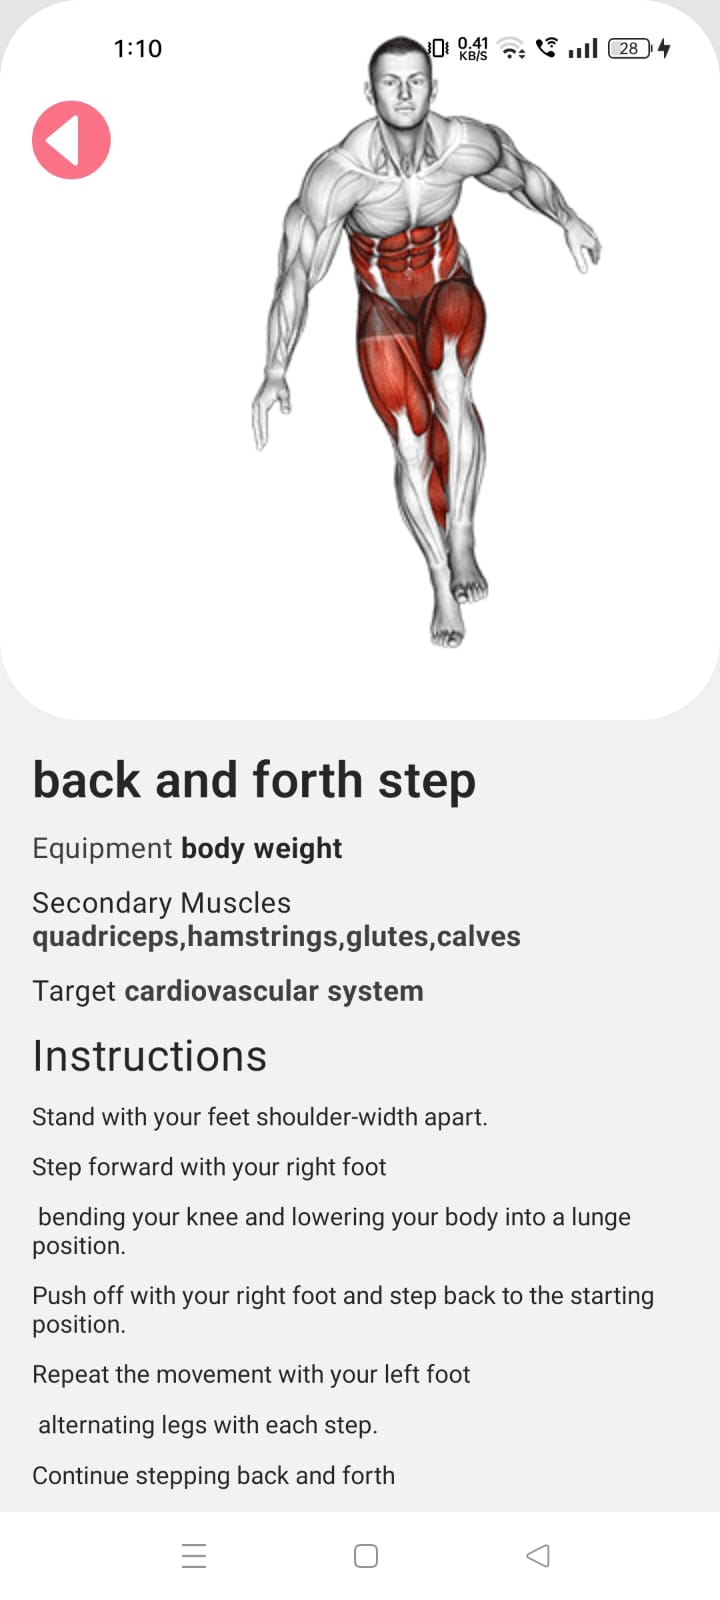 1:10
0.41
KB/S
28
back and forth step
Equipment body weight
Secondary Muscles
quadriceps,hamstrings,glutes,calves
Target cardiovascular system
Instructions
Stand with your feet shoulder-width apart.
Step forward with your right foot
bending your knee and lowering your body into a lunge
position.
Push off with your right foot and step back to the starting
position.
Repeat the movement with your left foot
alternating legs with each step.
Continue stepping back and forth